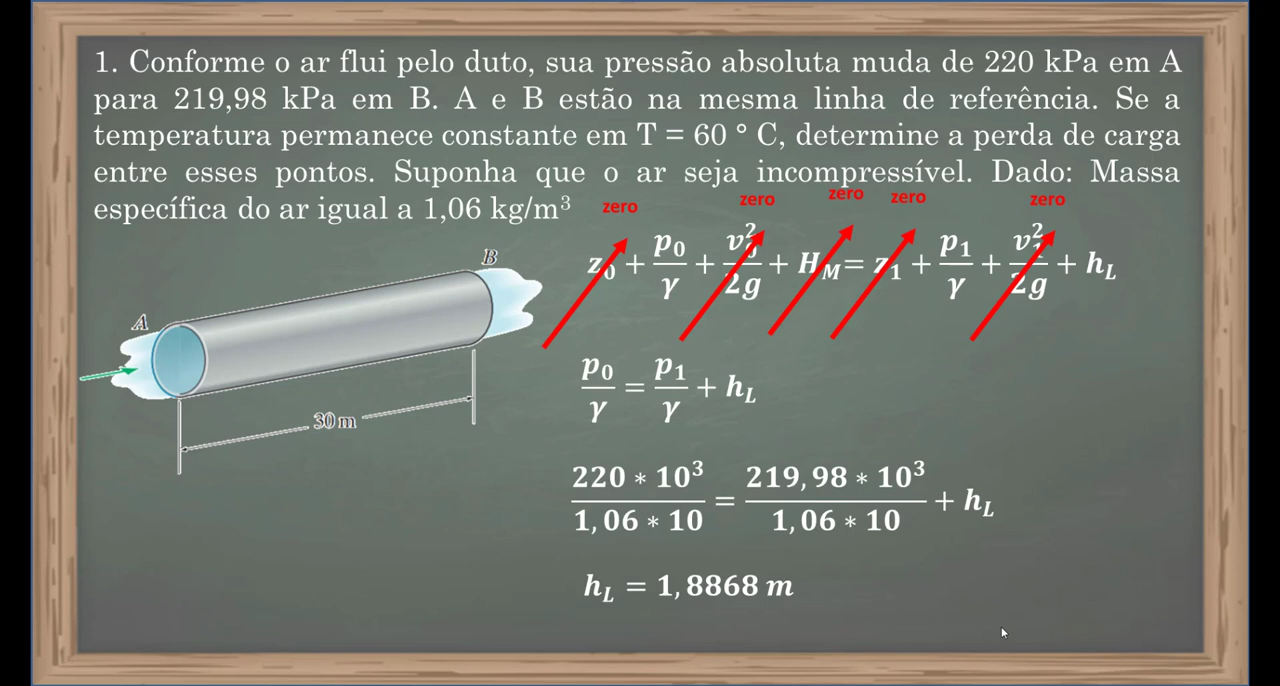 1. Conforme o ar flui pelo duto, sua pressão absoluta muda de 220 kPa em A
para 219,98 kPa em B. A e B estão na mesma linha de referência. Se a
temperatura permanece constante em T = 60 ° C, determine a perda de carga
entre esses pontos. Suponha que o ar seja incompressível. Dado: Massa
específica do ar igual a 1,06 kg/m³
zero zero zero zero zero
z₀ + p₀/γ + v₀²/2g + H_M = z₁ + p₁/γ + v₁²/2g + h_L
A
B
30 m
p₀/γ = p₁/γ + h_L
220 * 10³/1,06 * 10 = 219,98 * 10³/1,06 * 10 + h_L
h_L = 1,8868 m